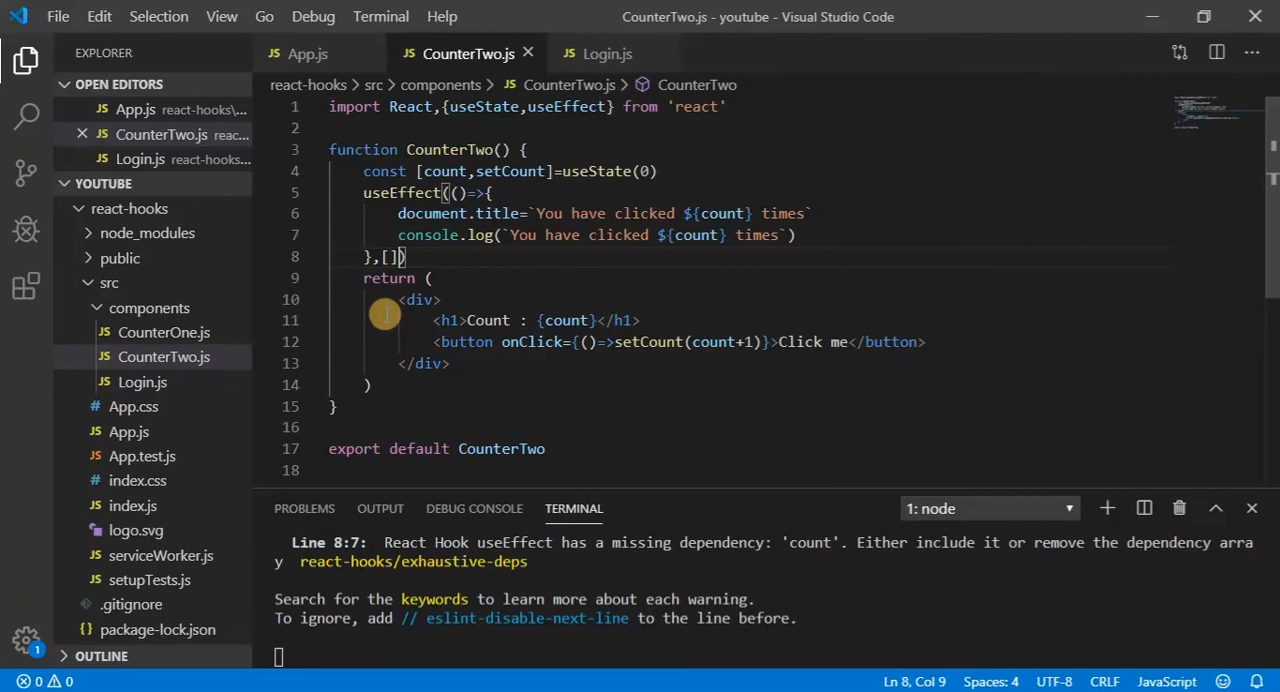 File Edit Selection View Go Debug Terminal Help CounterTwo.js - youtube - Visual Studio Code
EXPLORER
OPEN EDITORS
JS App.js react-hooks\...
JS CounterTwo.js reac...
JS Login.js react-hooks...
YOUTUBE
react-hooks
node_modules
public
src
components
JS CounterOne.js
JS CounterTwo.js
JS Login.js
# App.css
JS App.js
JS App.test.js
# index.css
JS index.js
logo.svg
JS serviceWorker.js
JS setupTests.js
.gitignore
{} package-lock.json
OUTLINE
JS App.js JS CounterTwo.js JS Login.js
react-hooks > src > components > JS CounterTwo.js > CounterTwo
1 import React,{useState,useEffect} from 'react'
2
3 function CounterTwo() {
4 const [count,setCount]=useState(0)
5 useEffect(()=>{
6 document.title=`You have clicked ${count} times`
7 console.log(`You have clicked ${count} times`)
8 },[])
9 return (
10 <div>
11 <h1>Count : {count}</h1>
12 <button onClick={()=>setCount(count+1)}>Click me</button>
13 </div>
14 )
15 }
16
17 export default CounterTwo
18
PROBLEMS OUTPUT DEBUG CONSOLE TERMINAL 1: node
Line 8:7: React Hook useEffect has a missing dependency: 'count'. Either include it or remove the dependency arra
y react-hooks/exhaustive-deps
Search for the keywords to learn more about each warning.
To ignore, add // eslint-disable-next-line to the line before.
1
0 0 Ln 8, Col 9 Spaces: 4 UTF-8 CRLF JavaScript